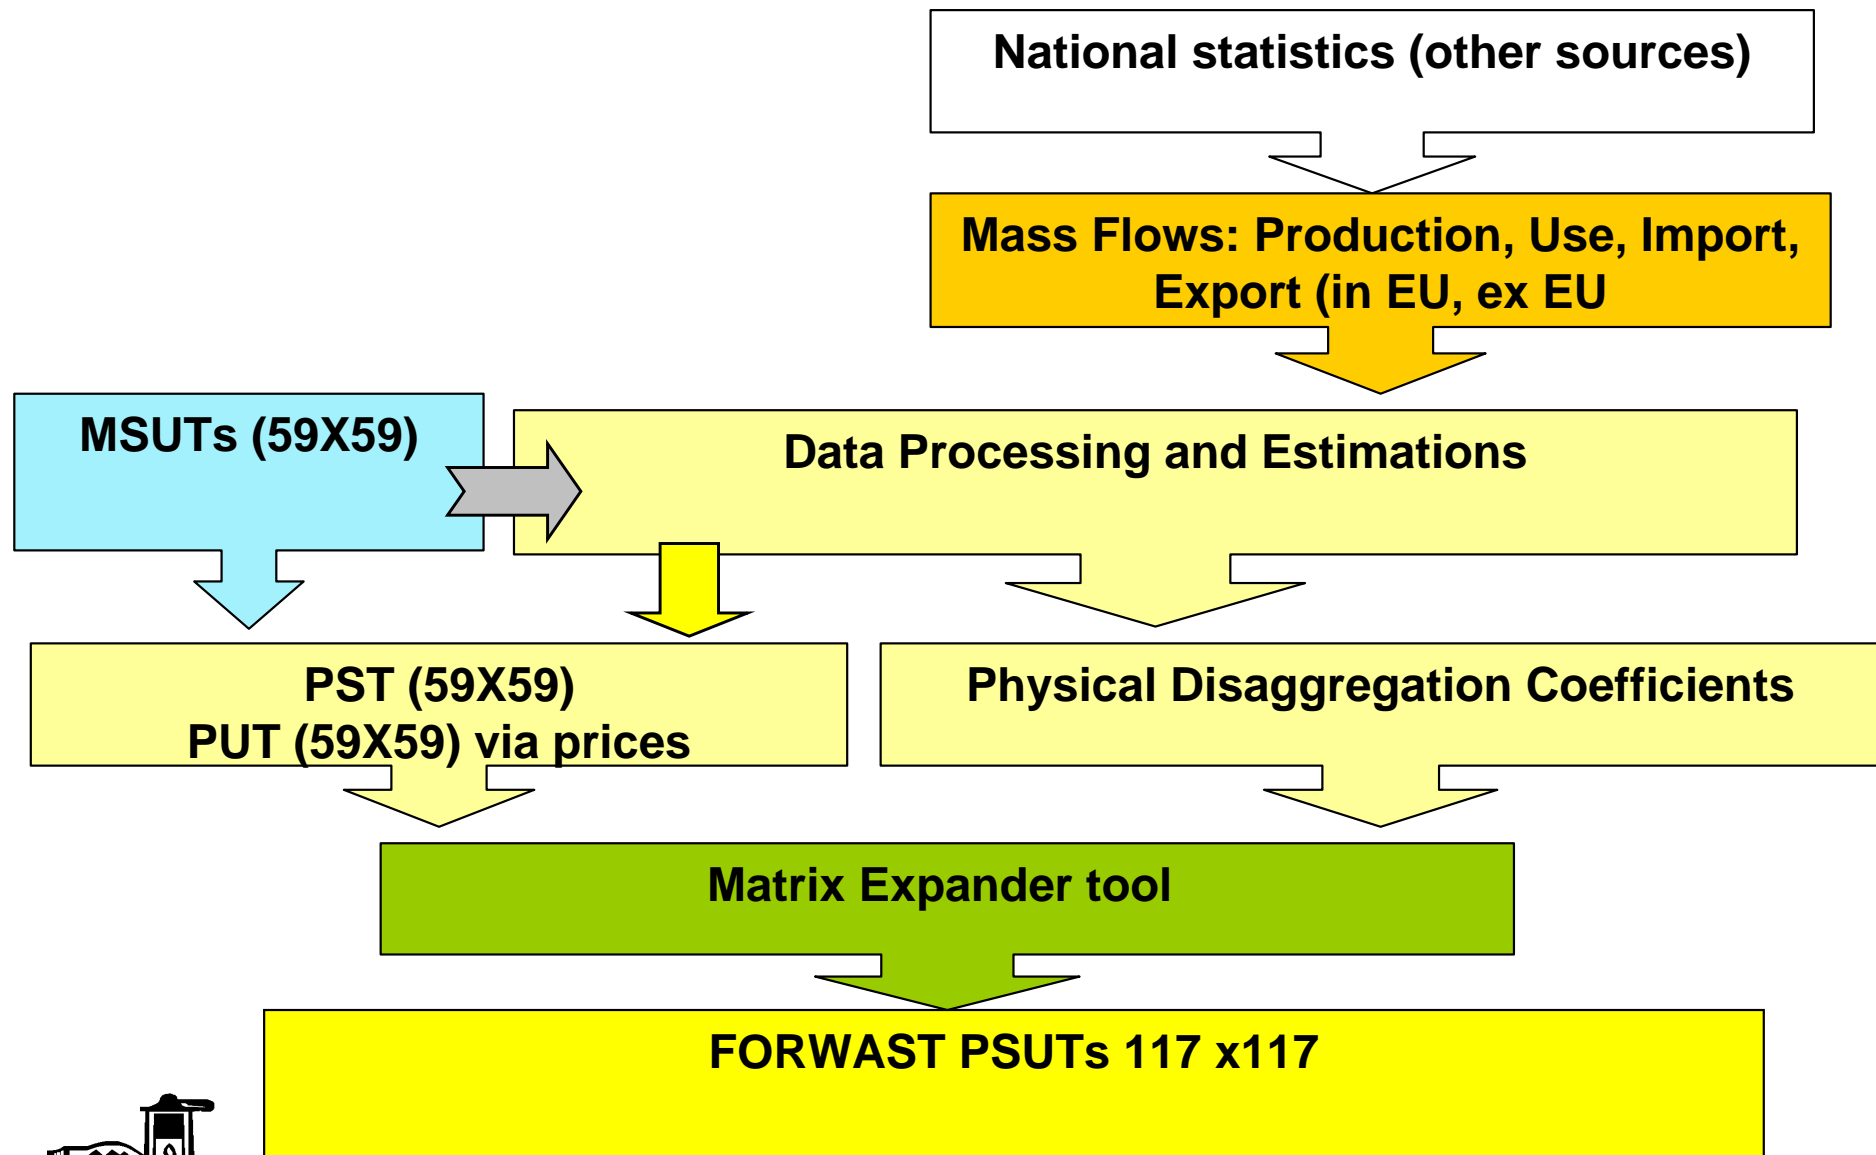 National statistics (other sources)
Mass Flows: Production, Use, Import,
Export (in EU, ex EU
MSUTs (59X59)
Data Processing and Estimations
PST (59X59)
PUT (59X59) via prices
Physical Disaggregation Coefficients
Matrix Expander tool
FORWAST PSUTs 117 x117